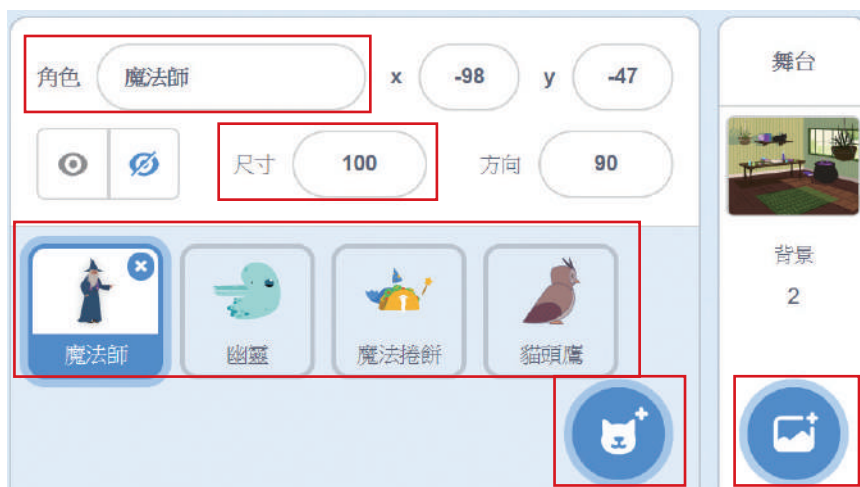 角色 魔法師 x -98 y -47
尺寸 100 方向 90
魔法師 幽靈 魔法捲餅 貓頭鷹
舞台
背景
2